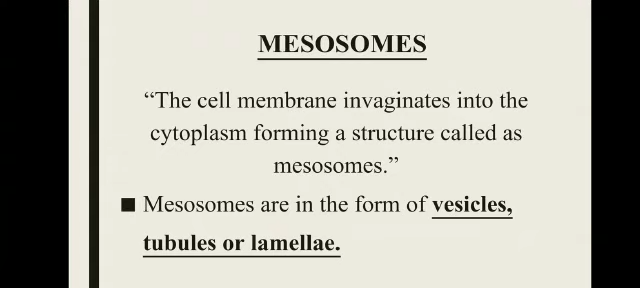 MESOSOMES
“The cell membrane invaginates into the
cytoplasm forming a structure called as
mesosomes.”
■ Mesosomes are in the form of vesicles,
tubules or lamellae.